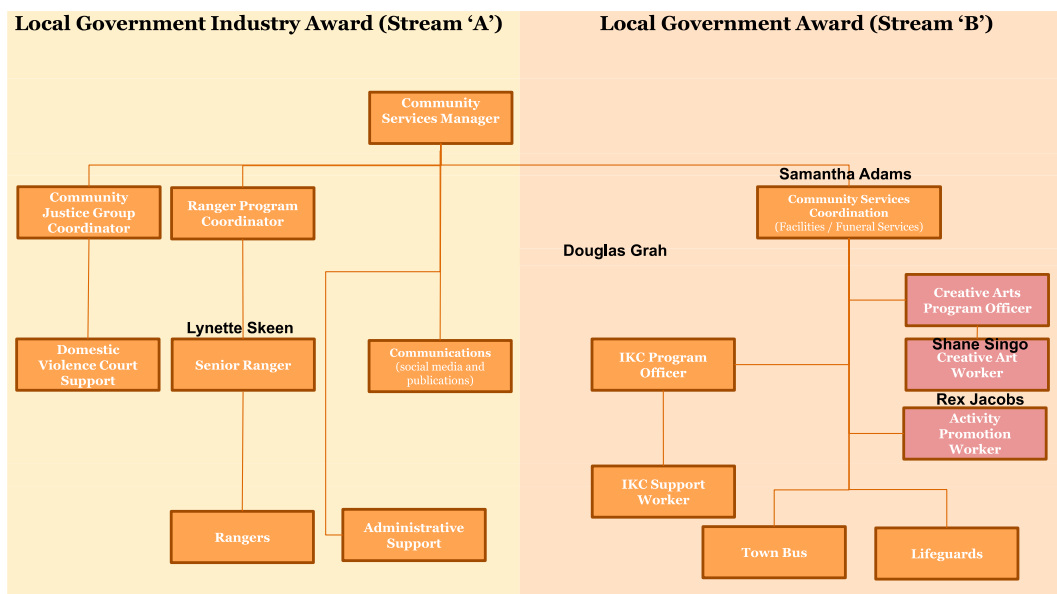 Local Government Industry Award (Stream ‘A’)
Local Government Award (Stream ‘B’)
Community
Services Manager
Samantha Adams
Community
Justice Group
Coordinator
Ranger Program
Coordinator
Community Services
Coordination
(Facilities / Funeral Services)
Douglas Grah
Creative Arts
Program Officer
Lynette Skeen
Shane Singo
Domestic
Violence Court
Support
Senior Ranger
Communications
(social media and
publications)
IKC Program
Officer
Creative Art
Worker
Rex Jacobs
Activity
Promotion
Worker
IKC Support
Worker
Rangers
Administrative
Support
Town Bus
Lifeguards